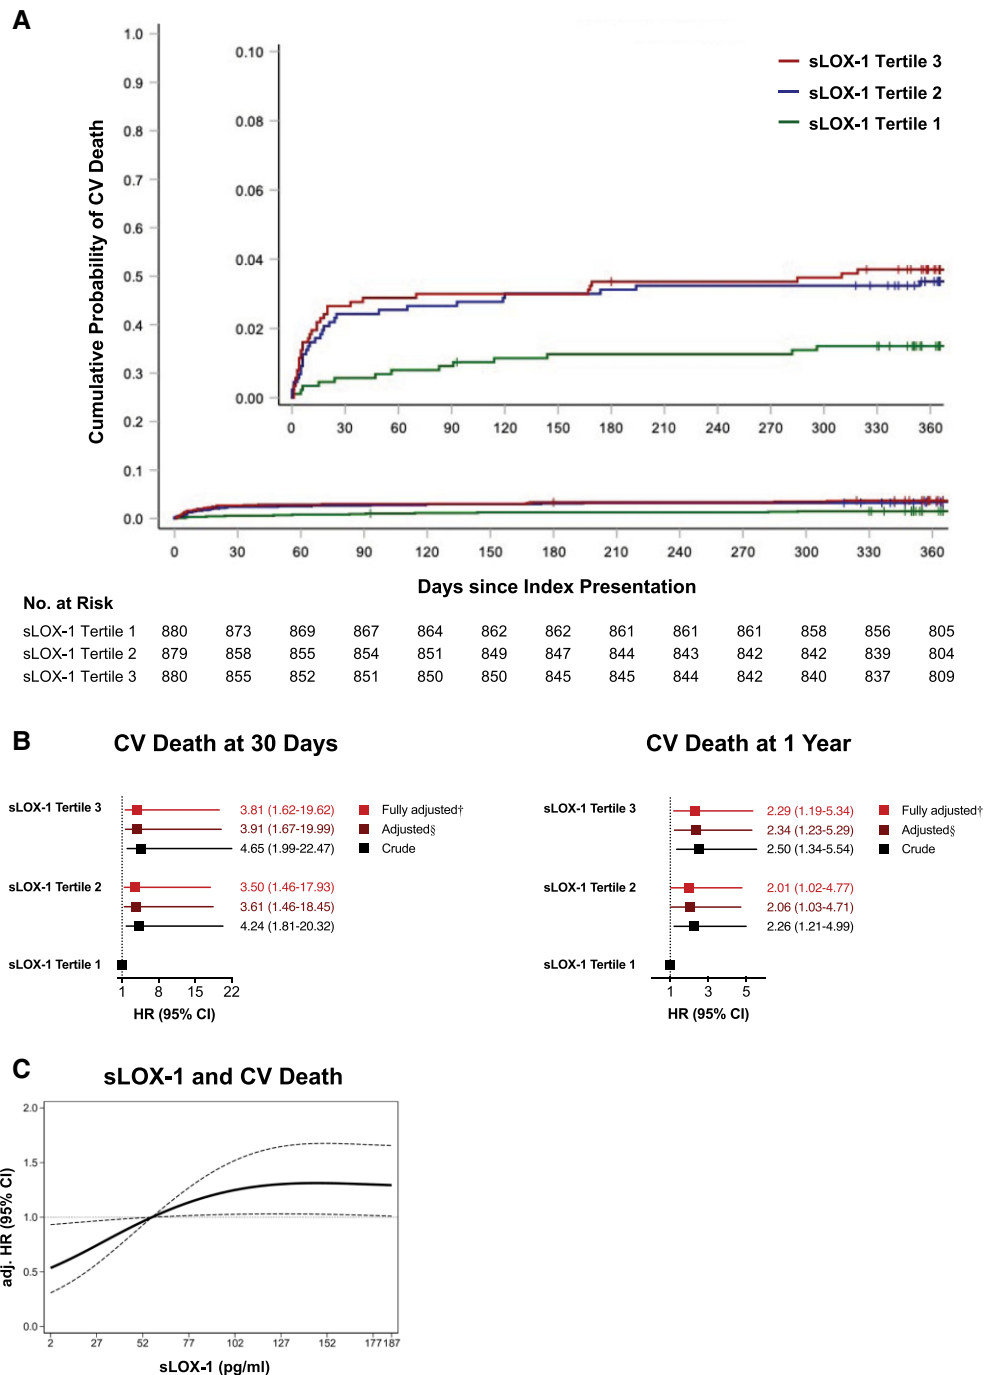 A
Cumulative Probability of CV Death
1.0
0.9
0.8
0.7
0.6
0.5
0.4
0.3
0.2
0.1
0.0
0.10
0.08
0.06
0.04
0.02
0.00
sLOX-1 Tertile 3
sLOX-1 Tertile 2
sLOX-1 Tertile 1
0 30 60 90 120 150 180 210 240 270 300 330 360
0 30 60 90 120 150 180 210 240 270 300 330 360
Days since Index Presentation
No. at Risk
sLOX-1 Tertile 1 880 873 869 867 864 862 862 861 861 861 858 856 805
sLOX-1 Tertile 2 879 858 855 854 851 849 847 844 843 842 842 839 804
sLOX-1 Tertile 3 880 855 852 851 850 850 845 845 844 842 840 837 809
B
CV Death at 30 Days
sLOX-1 Tertile 3
3.81 (1.62-19.62)
3.91 (1.67-19.99)
4.65 (1.99-22.47)
Fully adjusted†
Adjusted§
Crude
sLOX-1 Tertile 2
3.50 (1.46-17.93)
3.61 (1.46-18.45)
4.24 (1.81-20.32)
sLOX-1 Tertile 1
1 8 15 22
HR (95% CI)
CV Death at 1 Year
sLOX-1 Tertile 3
2.29 (1.19-5.34)
2.34 (1.23-5.29)
2.50 (1.34-5.54)
Fully adjusted†
Adjusted§
Crude
sLOX-1 Tertile 2
2.01 (1.02-4.77)
2.06 (1.03-4.71)
2.26 (1.21-4.99)
sLOX-1 Tertile 1
1 3 5
HR (95% CI)
C
sLOX-1 and CV Death
adj. HR (95% CI)
2.0
1.5
1.0
0.5
0.0
2 27 52 77 102 127 152 177 187
sLOX-1 (pg/ml)